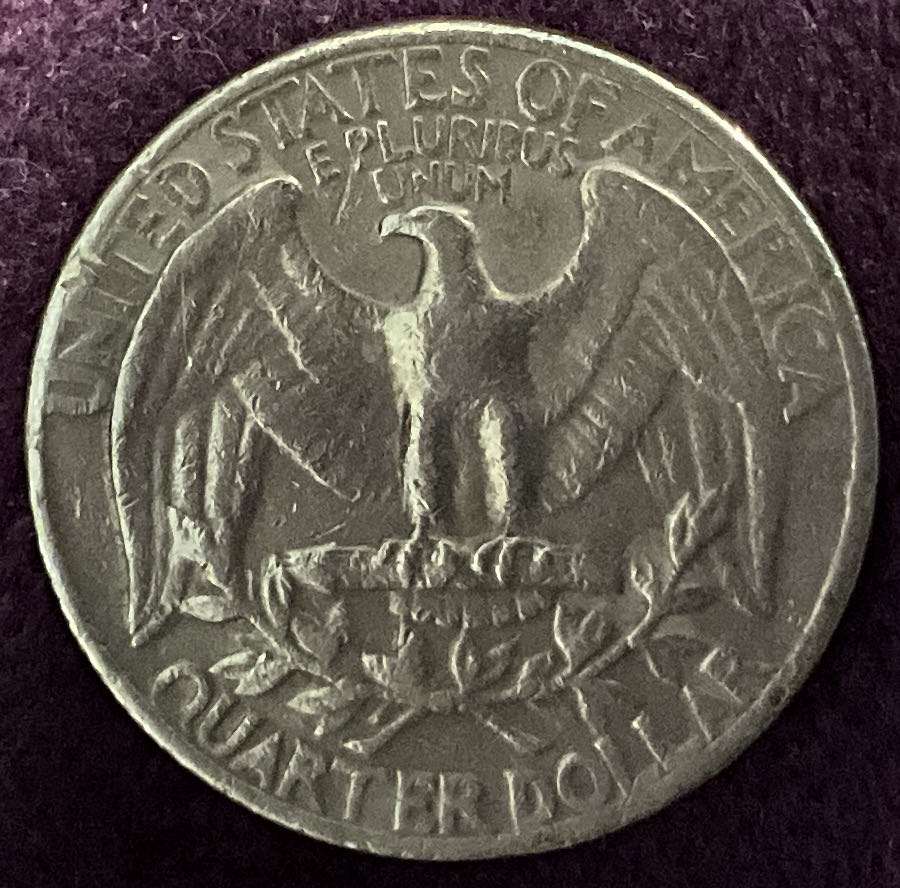 UNITED STATES OF AMERICA
E PLURIBUS
UNUM
QUARTER DOLLAR